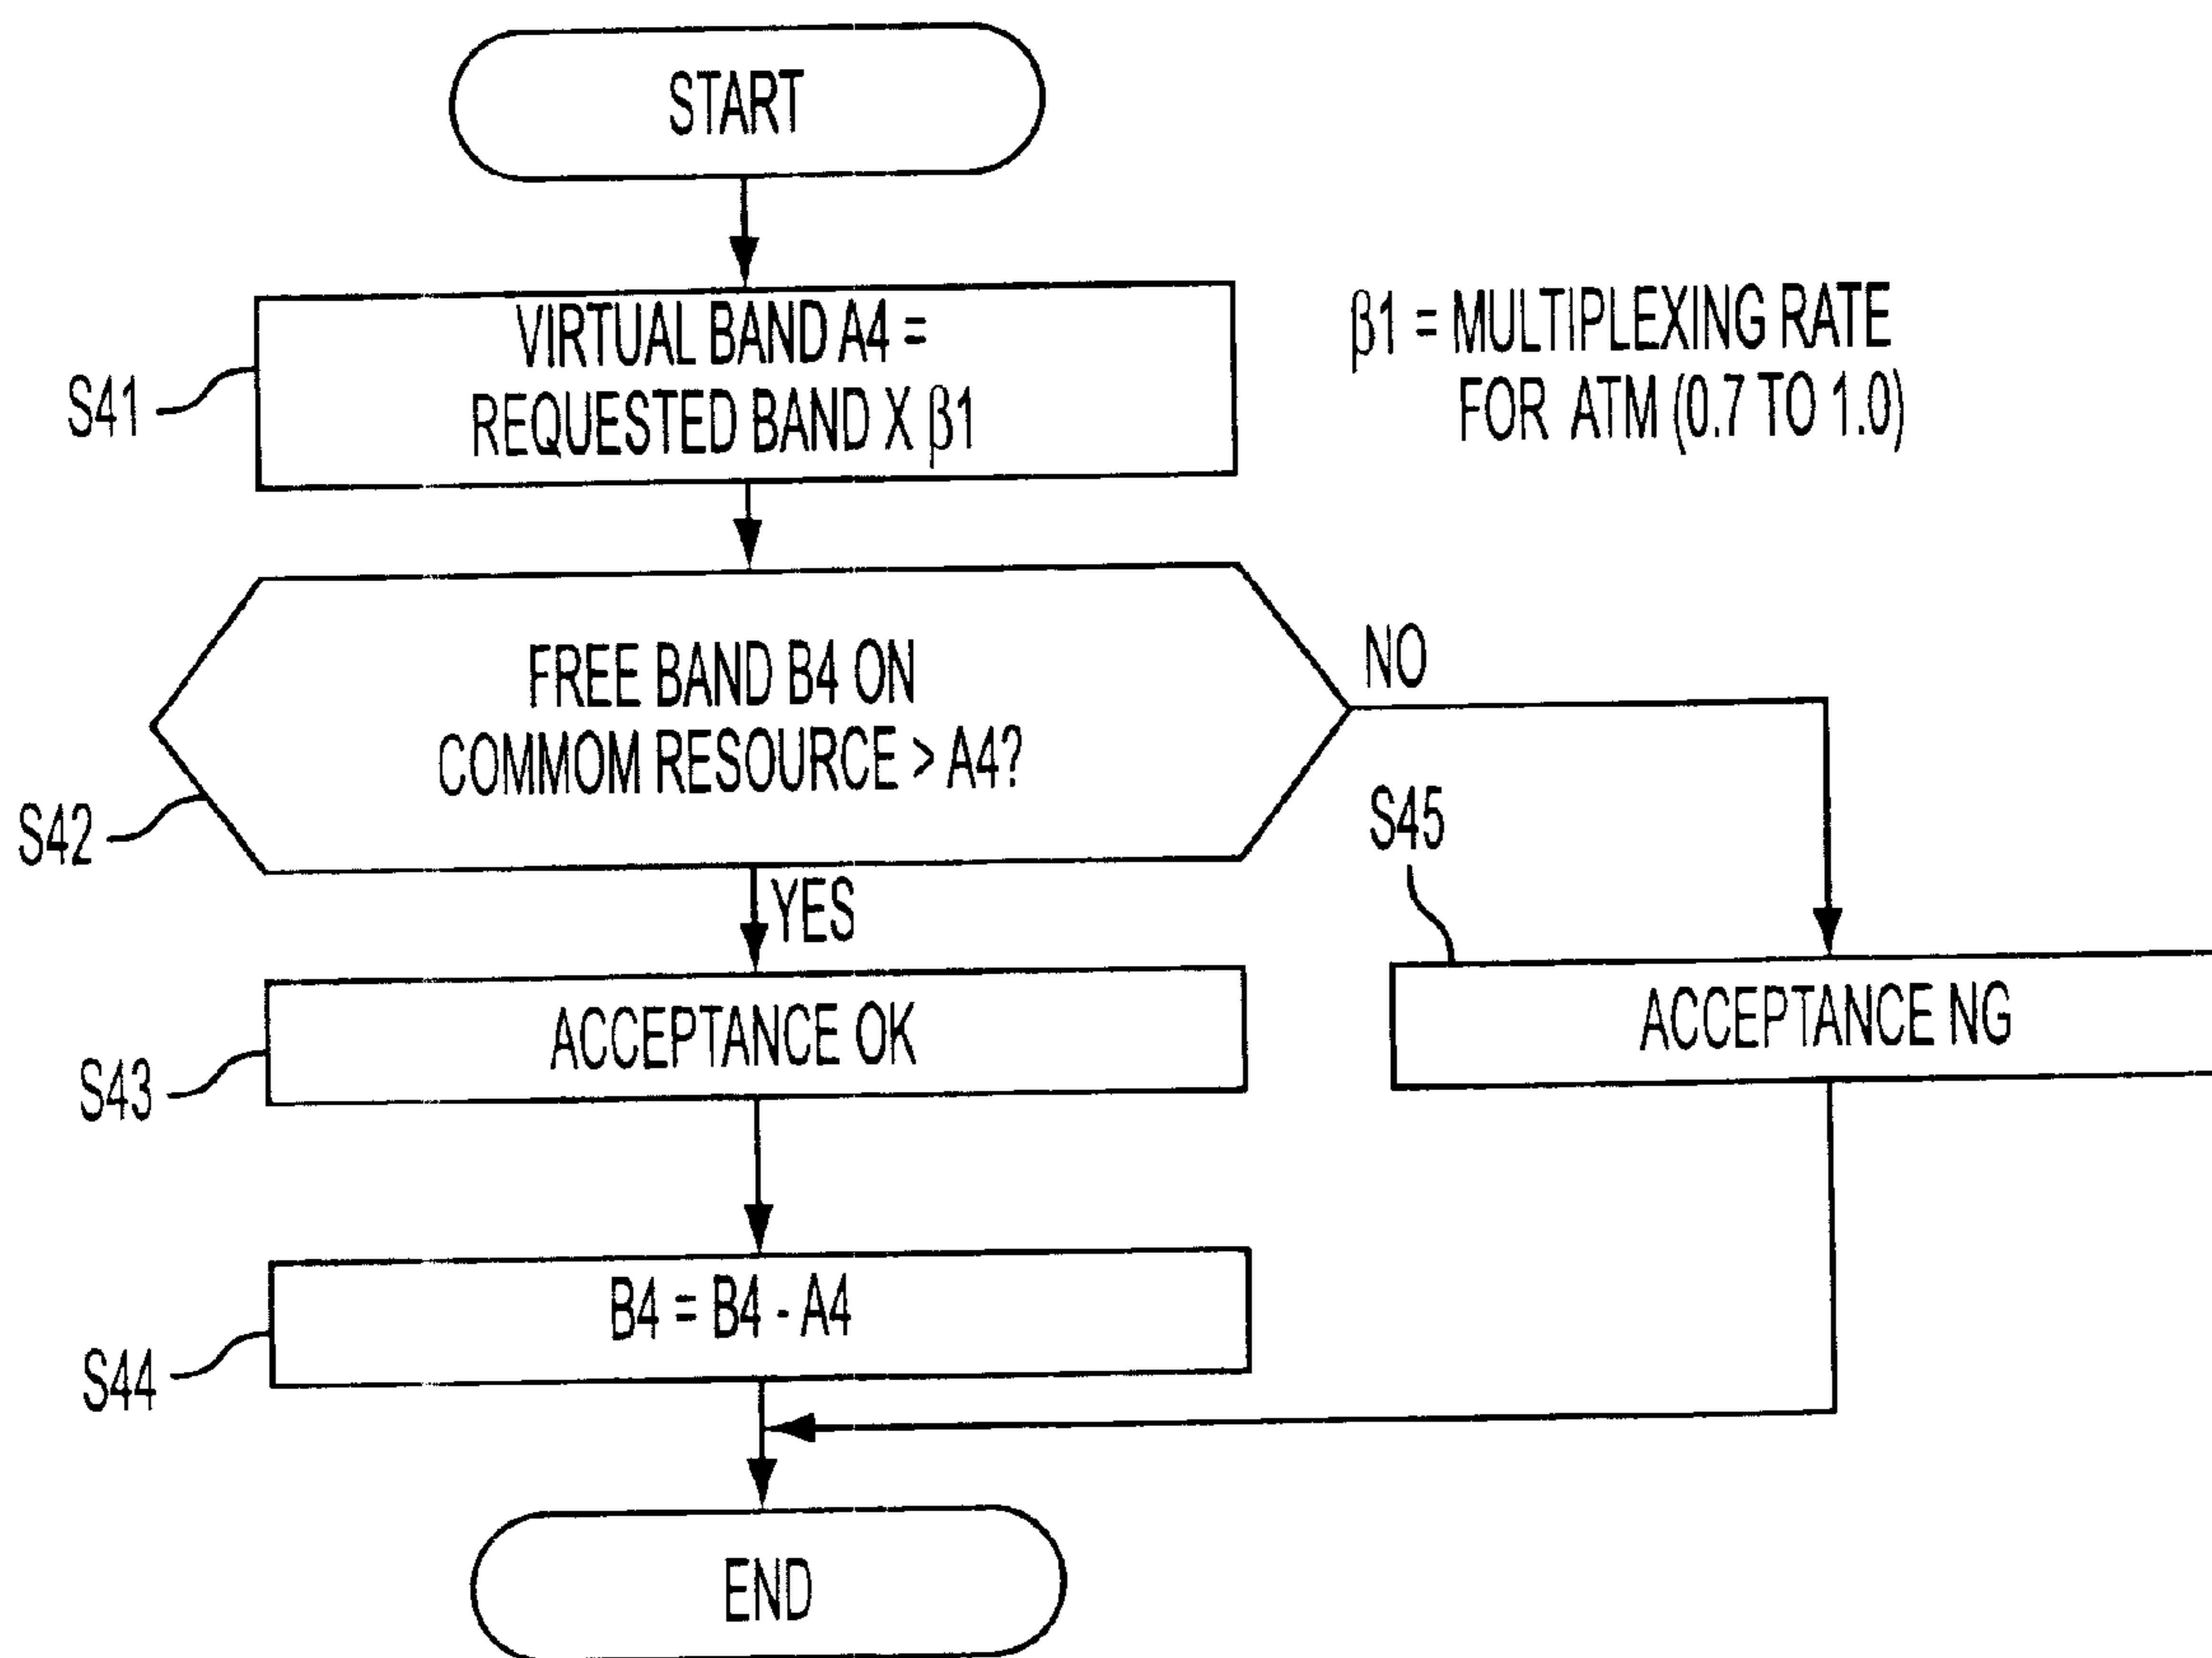 START
VIRTUAL BAND A4 =
REQUESTED BAND X β1
S41
β1 = MULTIPLEXING RATE
FOR ATM (0.7 TO 1.0)
FREE BAND B4 ON
COMMOM RESOURCE > A4?
S42
NO
YES
S45
ACCEPTANCE OK
S43
ACCEPTANCE NG
B4 = B4 - A4
S44
END